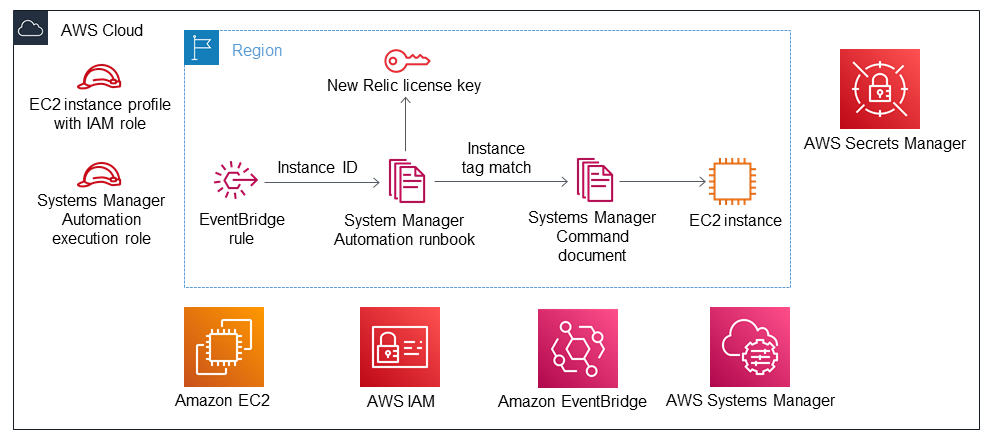 AWS Cloud
Region
New Relic license key
EC2 instance profile
with IAM role
AWS Secrets Manager
Instance ID
Instance
tag match
Systems Manager
Automation
execution role
EventBridge
rule
System Manager
Automation runbook
Systems Manager
Command
document
EC2 instance
Amazon EC2
AWS IAM
Amazon EventBridge
AWS Systems Manager